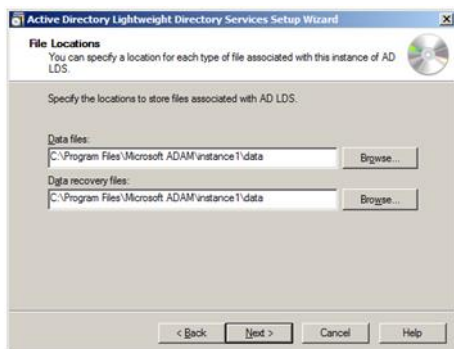 Active Directory Lightweight Directory Services Setup Wizard
File Locations
You can specify a location for each type of file associated with this instance of AD
LDS.
Specify the locations to store files associated with AD LDS.
Data files:
C:\Program Files\Microsoft ADAM\instance1\data
Browse...
Data recovery files:
C:\Program Files\Microsoft ADAM\instance1\data
Browse...
< Back
Next >
Cancel
Help